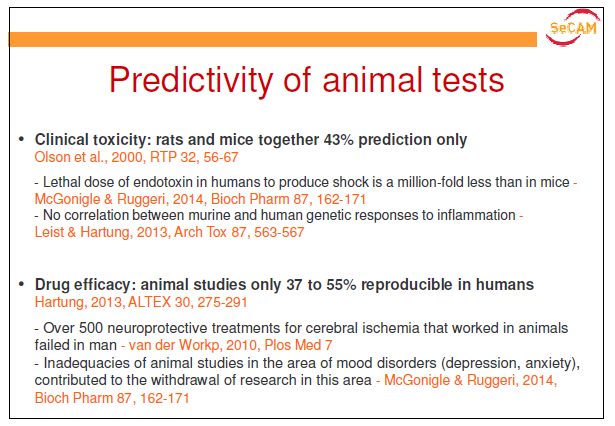 SeCAM
Predictivity of animal tests
• Clinical toxicity: rats and mice together 43% prediction only
Olson et al., 2000, RTP 32, 56-67
- Lethal dose of endotoxin in humans to produce shock is a million-fold less than in mice -
McGonigle & Ruggeri, 2014, Bioch Pharm 87, 162-171
- No correlation between murine and human genetic responses to inflammation -
Leist & Hartung, 2013, Arch Tox 87, 563-567
• Drug efficacy: animal studies only 37 to 55% reproducible in humans
Hartung, 2013, ALTEX 30, 275-291
- Over 500 neuroprotective treatments for cerebral ischemia that worked in animals
failed in man - van der Workp, 2010, Plos Med 7
- Inadequacies of animal studies in the area of mood disorders (depression, anxiety),
contributed to the withdrawal of research in this area - McGonigle & Ruggeri, 2014,
Bioch Pharm 87, 162-171